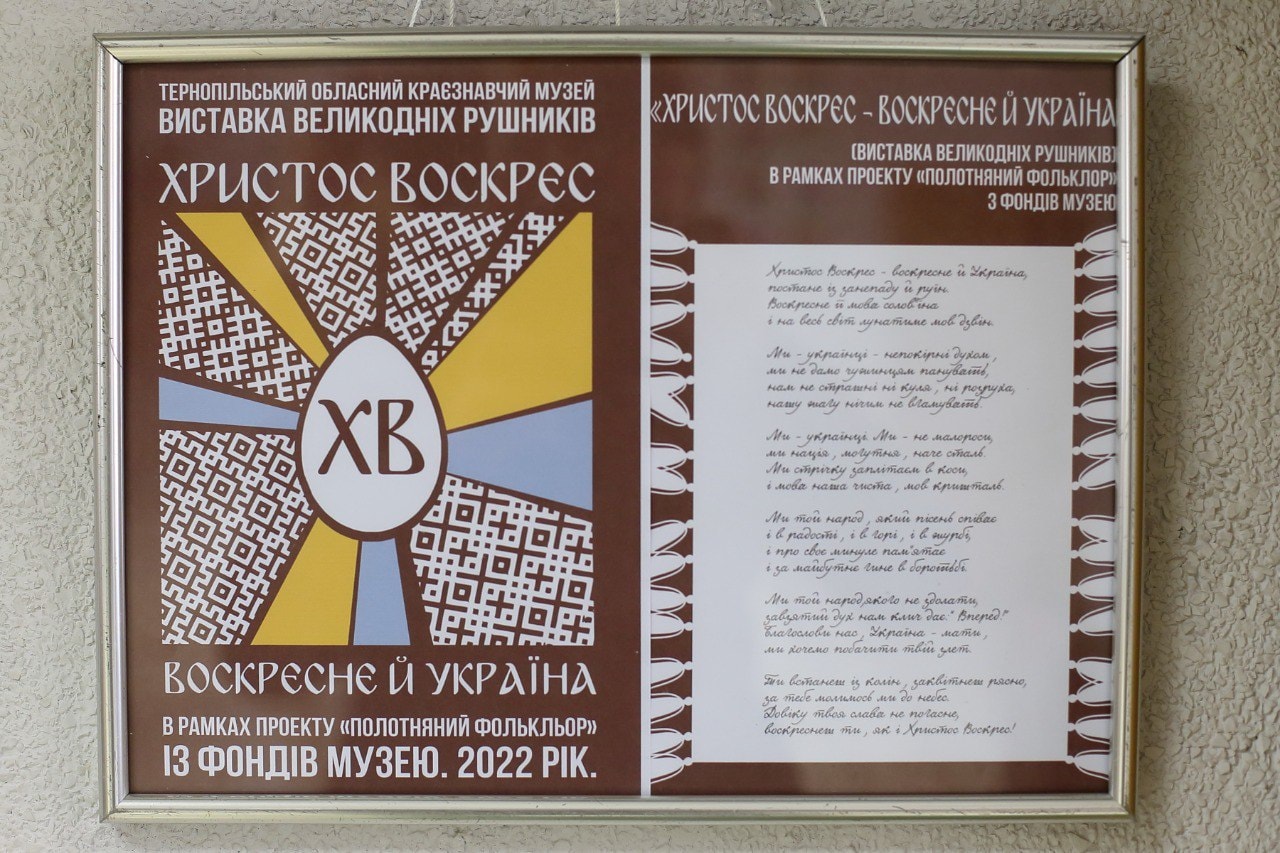 ТЕРНОПІЛЬСЬКИЙ ОБЛАСНИЙ КРАЄЗНАВЧИЙ МУЗЕЙ
ВИСТАВКА ВЕЛИКОДНІХ РУШНИКІВ
ХРИСТОС ВОСКРЕС
ХВ
ВОСКРЕСНЕ Й УКРАЇНА
В РАМКАХ ПРОЕКТУ «ПОЛОТНЯНИЙ ФОЛЬКЛЬОР»
ІЗ ФОНДІВ МУЗЕЮ. 2022 РІК.
«ХРИСТОС ВОСКРЕС - ВОСКРЕСНЕ Й УКРАЇНА
(ВИСТАВКА ВЕЛИКОДНІХ РУШНИКІВ)
В РАМКАХ ПРОЕКТУ «ПОЛОТНЯНИЙ ФОЛЬКЛОР»
З ФОНДІВ МУЗЕЮ
Христос Воскрес - воскресне й Україна,
постане із занепаду й руїн.
Воскресне й мова солов'їна
і на весь світ лунатиме мов дзвін.
Ми - українці - непокірні духом,
ми не дамо чужинцям панувать,
нам не страшні ні куля, ні розруха,
нашу жагу нічим не вгамувать.
Ми - українці. Ми - не малороси,
ми нація, могутня, наче сталь.
Ми стрічку заплітаєм в коси,
і мова наша чиста, мов кришталь.
Ми той народ, який пісень співає
і в радості, і в горі, і в журбі,
і про своє минуле пам'ятає
і за майбутнє гине в боротьбі.
Ми той народ,якого не здолати,
завзятий дух нам клич дає:" Вперед!"
Благослови нас, Україна - мати,
ми хочемо побачити твій злет.
Ти встанеш із колін, заквітнеш рясно,
за тебе молимось ми до небес.
Довіку твоя слава не погасне,
воскреснеш ти, як і Христос Воскрес!